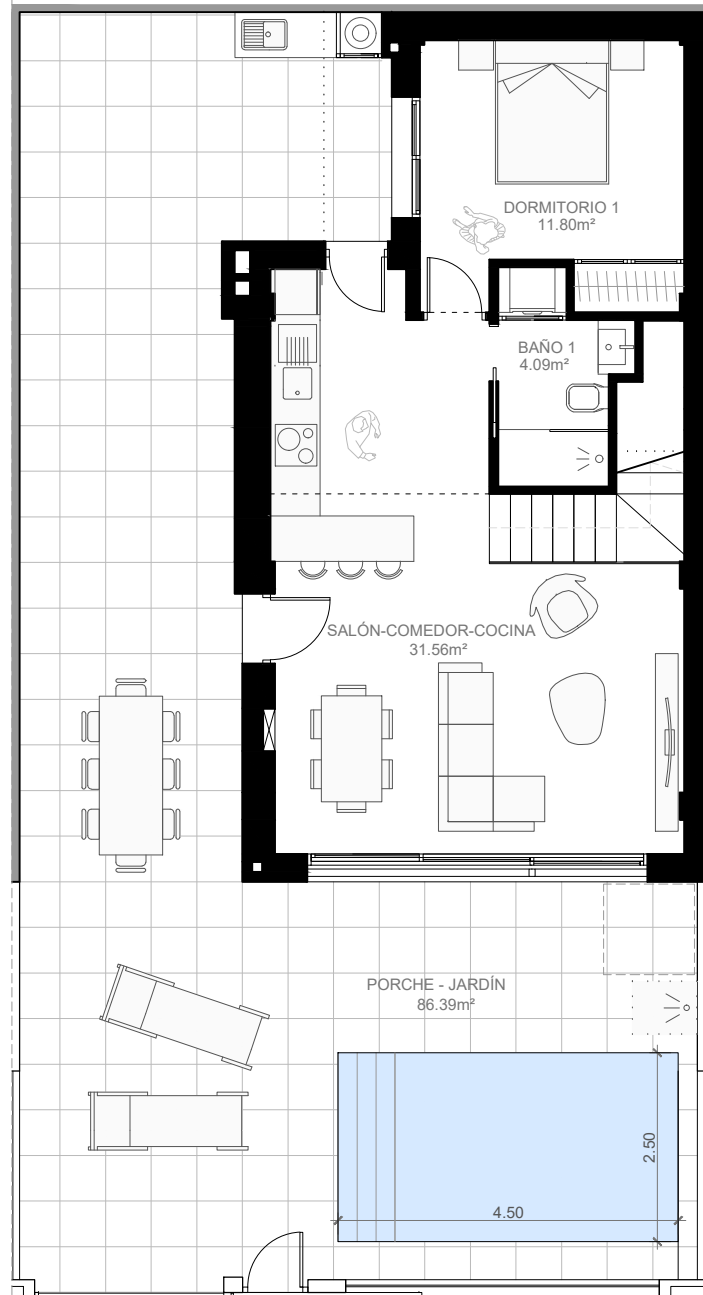 DORMITORIO 1
11.80m²
BAÑO 1
4.09m²
SALÓN-COMEDOR-COCINA
31.56m²
PORCHE - JARDÍN
86.39m²
2.50
4.50